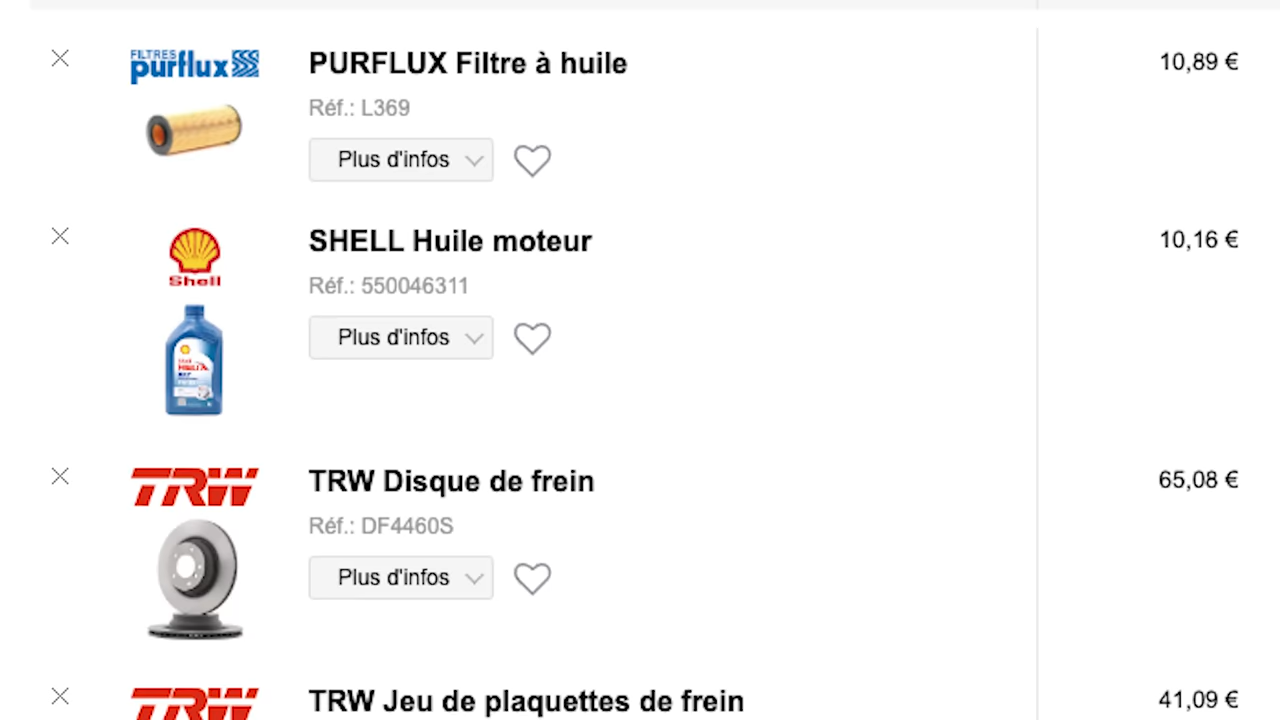 FILTRES
purflux
PURFLUX Filtre à huile
10,89 €
Réf.: L369
Plus d'infos
Shell
SHELL Huile moteur
10,16 €
Réf.: 550046311
Plus d'infos
HELIX
TRW
TRW Disque de frein
65,08 €
Réf.: DF4460S
Plus d'infos
TRW
TRW Jeu de plaquettes de frein
41,09 €